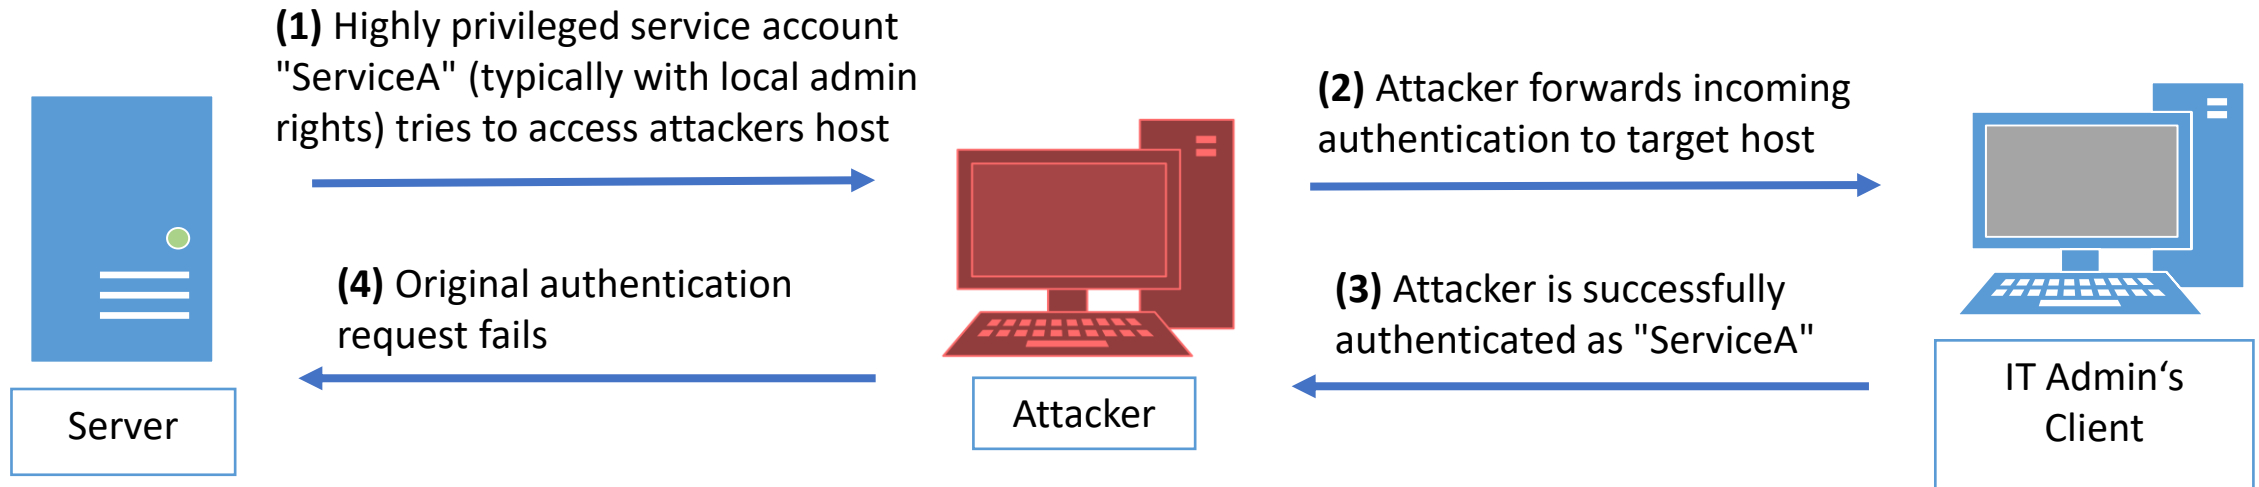 (1) Highly privileged service account
"ServiceA" (typically with local admin
rights) tries to access attackers host
(2) Attacker forwards incoming
authentication to target host
(4) Original authentication
request fails
(3) Attacker is successfully
authenticated as "ServiceA"
Server
Attacker
IT Admin‘s
Client